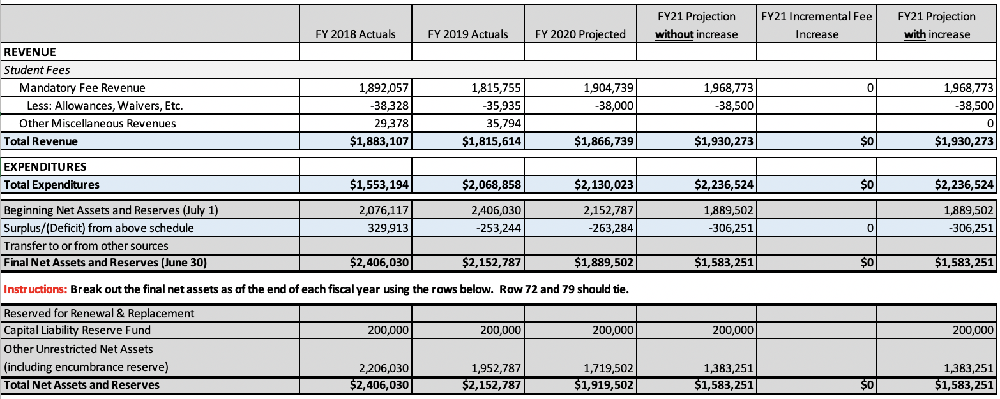 FY 2018 Actuals FY 2019 Actuals FY 2020 Projected FY21 Projection without increase FY21 Incremental Fee Increase FY21 Projection with increase
REVENUE
Student Fees
Mandatory Fee Revenue 1,892,057 1,815,755 1,904,739 1,968,773 0 1,968,773
Less: Allowances, Waivers, Etc. -38,328 -35,935 -38,000 -38,500 -38,500
Other Miscellaneous Revenues 29,378 35,794 0
Total Revenue $1,883,107 $1,815,614 $1,866,739 $1,930,273 $0 $1,930,273
EXPENDITURES
Total Expenditures $1,553,194 $2,068,858 $2,130,023 $2,236,524 $0 $2,236,524
Beginning Net Assets and Reserves (July 1) 2,076,117 2,406,030 2,152,787 1,889,502 1,889,502
Surplus/(Deficit) from above schedule 329,913 -253,244 -263,284 -306,251 0 -306,251
Transfer to or from other sources
Final Net Assets and Reserves (June 30) $2,406,030 $2,152,787 $1,889,502 $1,583,251 $0 $1,583,251
Instructions: Break out the final net assets as of the end of each fiscal year using the rows below. Row 72 and 79 should tie.
Reserved for Renewal & Replacement
Capital Liability Reserve Fund 200,000 200,000 200,000 200,000 200,000
Other Unrestricted Net Assets
(including encumbrance reserve) 2,206,030 1,952,787 1,719,502 1,383,251 1,383,251
Total Net Assets and Reserves $2,406,030 $2,152,787 $1,919,502 $1,583,251 $0 $1,583,251